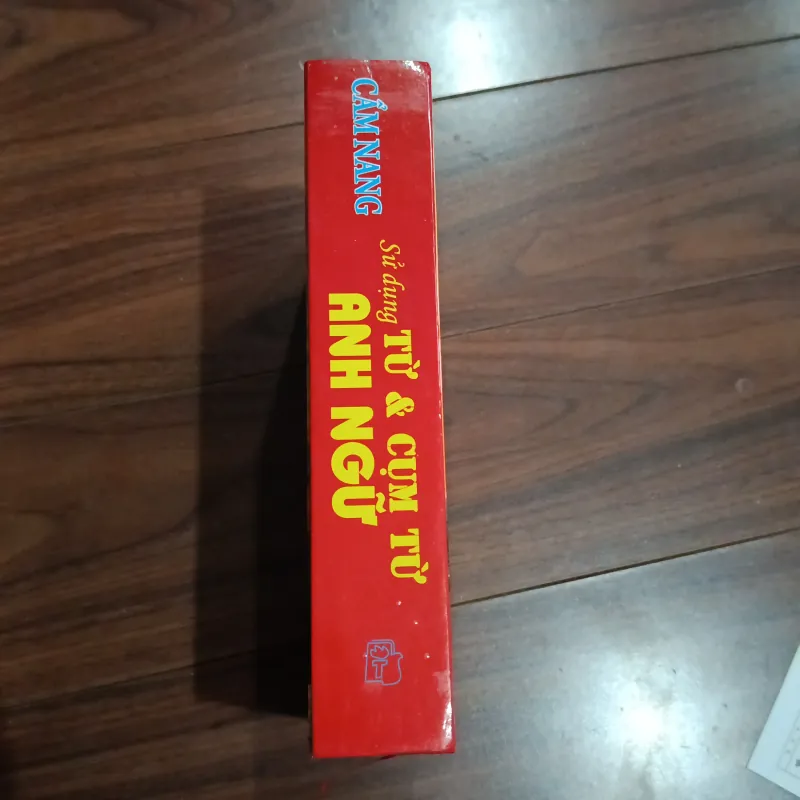 CẨM NANG
Sử dụng TỪ & CỤM TỪ
ANH NGỮ